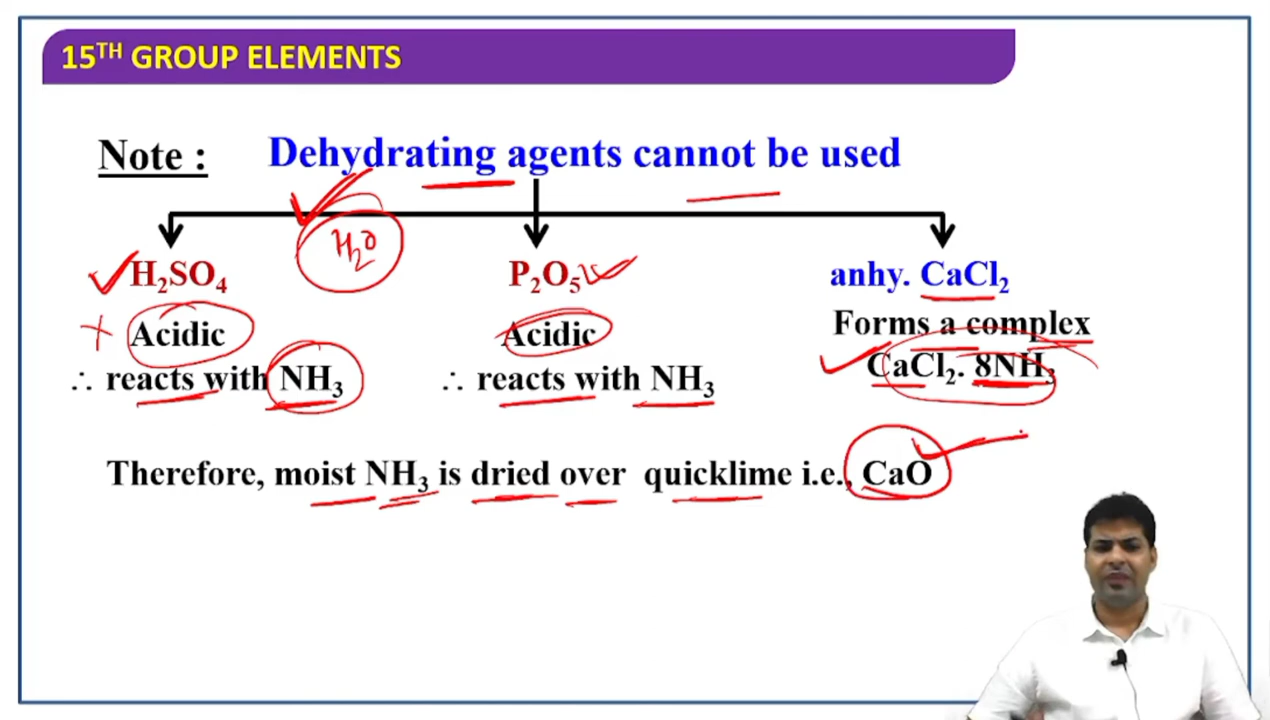 15TH GROUP ELEMENTS
Note : Dehydrating agents cannot be used
H₂O
H₂SO₄ P₂O₅ anhy. CaCl₂
Acidic Acidic Forms a complex
∴ reacts with NH₃ ∴ reacts with NH₃ CaCl₂. 8NH₃
Therefore, moist NH₃ is dried over quicklime i.e., CaO